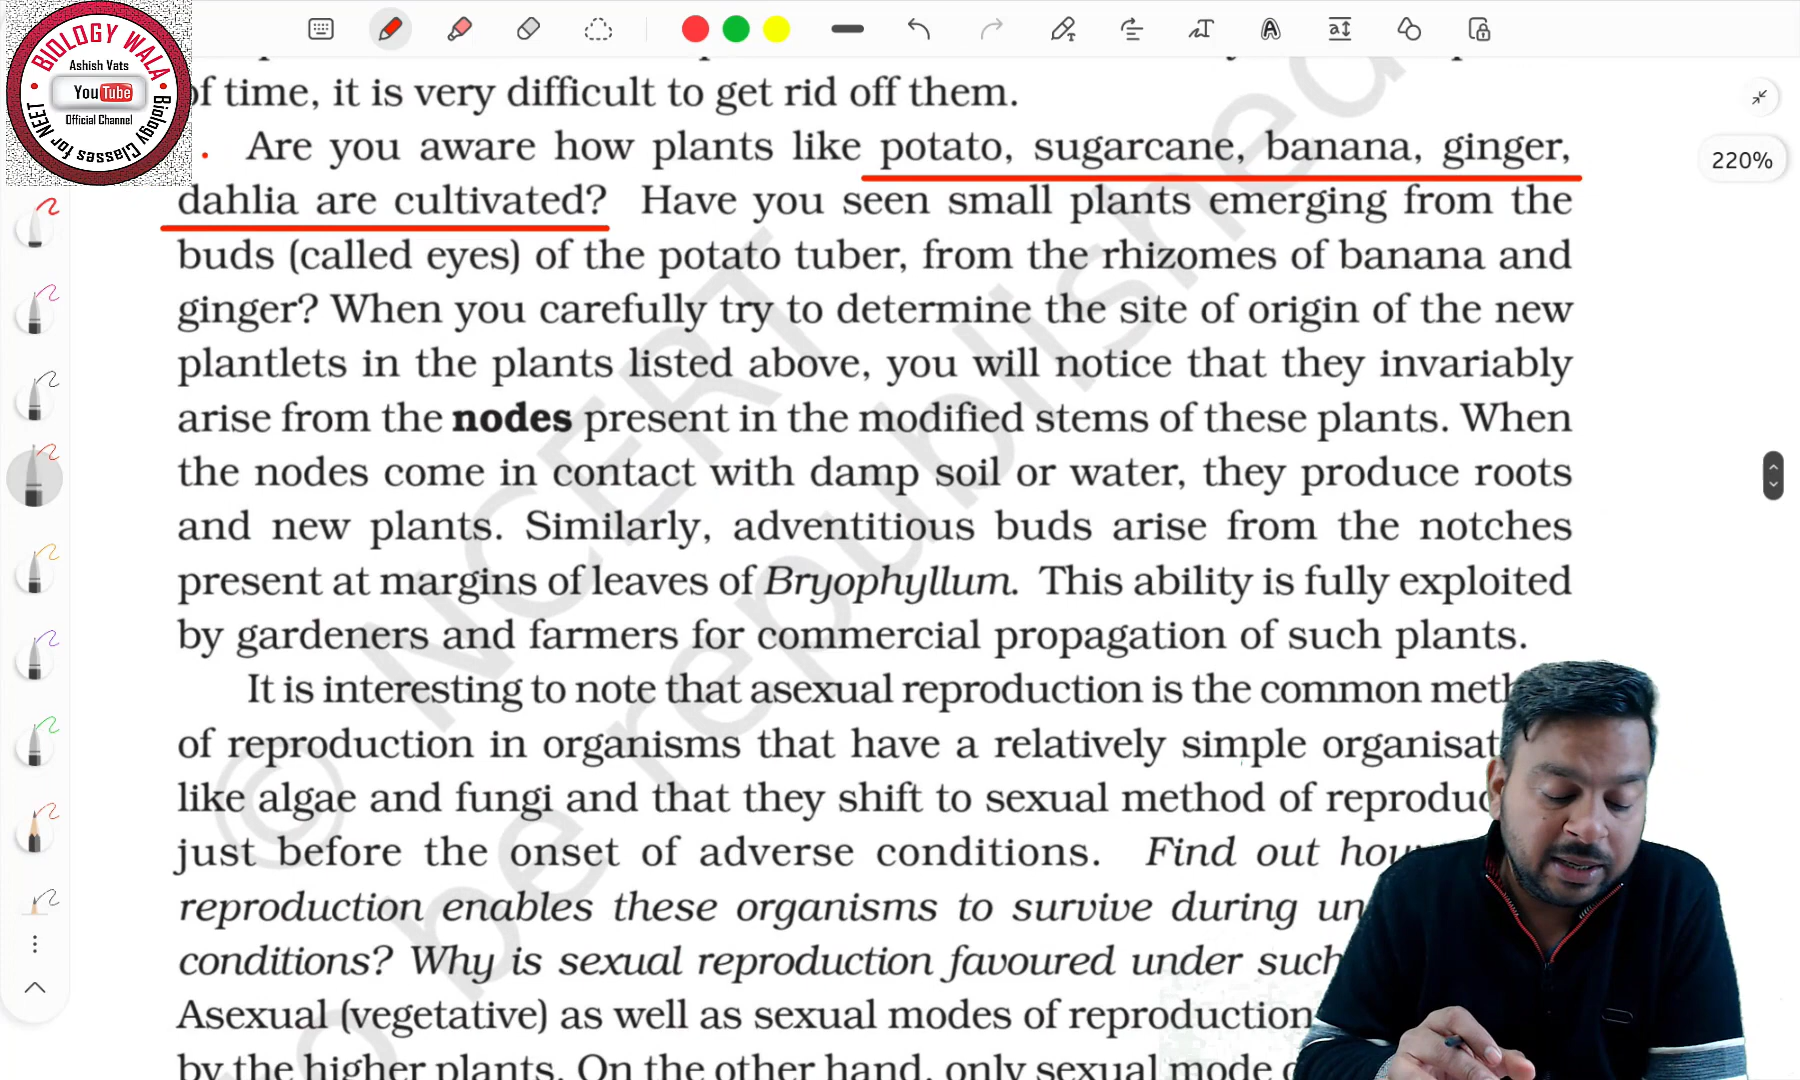 BIOLOGY WALA
Ashish Vats
YouTube
Official Channel
Biology Classes for NEET
220%
of time, it is very difficult to get rid off them.
Are you aware how plants like potato, sugarcane, banana, ginger,
dahlia are cultivated? Have you seen small plants emerging from the
buds (called eyes) of the potato tuber, from the rhizomes of banana and
ginger? When you carefully try to determine the site of origin of the new
plantlets in the plants listed above, you will notice that they invariably
arise from the nodes present in the modified stems of these plants. When
the nodes come in contact with damp soil or water, they produce roots
and new plants. Similarly, adventitious buds arise from the notches
present at margins of leaves of Bryophyllum. This ability is fully exploited
by gardeners and farmers for commercial propagation of such plants.
It is interesting to note that asexual reproduction is the common
of reproduction in organisms that have a relatively simple
like algae and fungi and that they shift to sexual method of
just before the onset of adverse conditions. Find out
reproduction enables these organisms to survive during
conditions? Why is sexual reproduction favoured under such
Asexual (vegetative) as well as sexual modes of reproduction
by the higher plants. On the other hand, only sexual mode
© NCERT
be republished